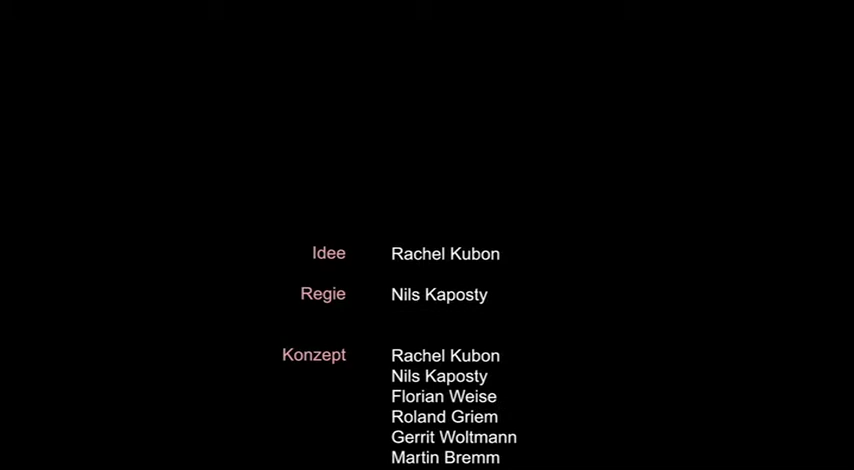 Idee Rachel Kubon
Regie Nils Kaposty
Konzept Rachel Kubon
Nils Kaposty
Florian Weise
Roland Griem
Gerrit Woltmann
Martin Bremm